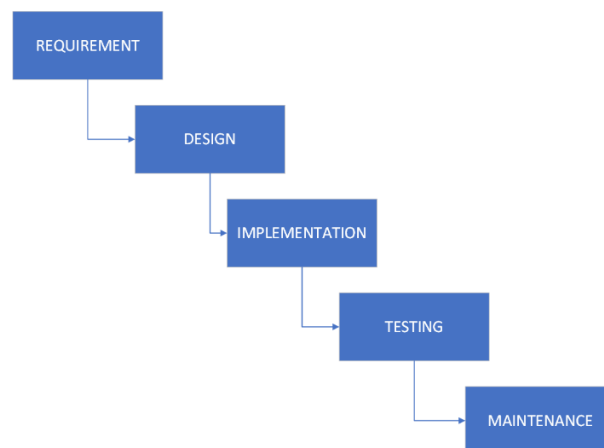 REQUIREMENT
DESIGN
IMPLEMENTATION
TESTING
MAINTENANCE